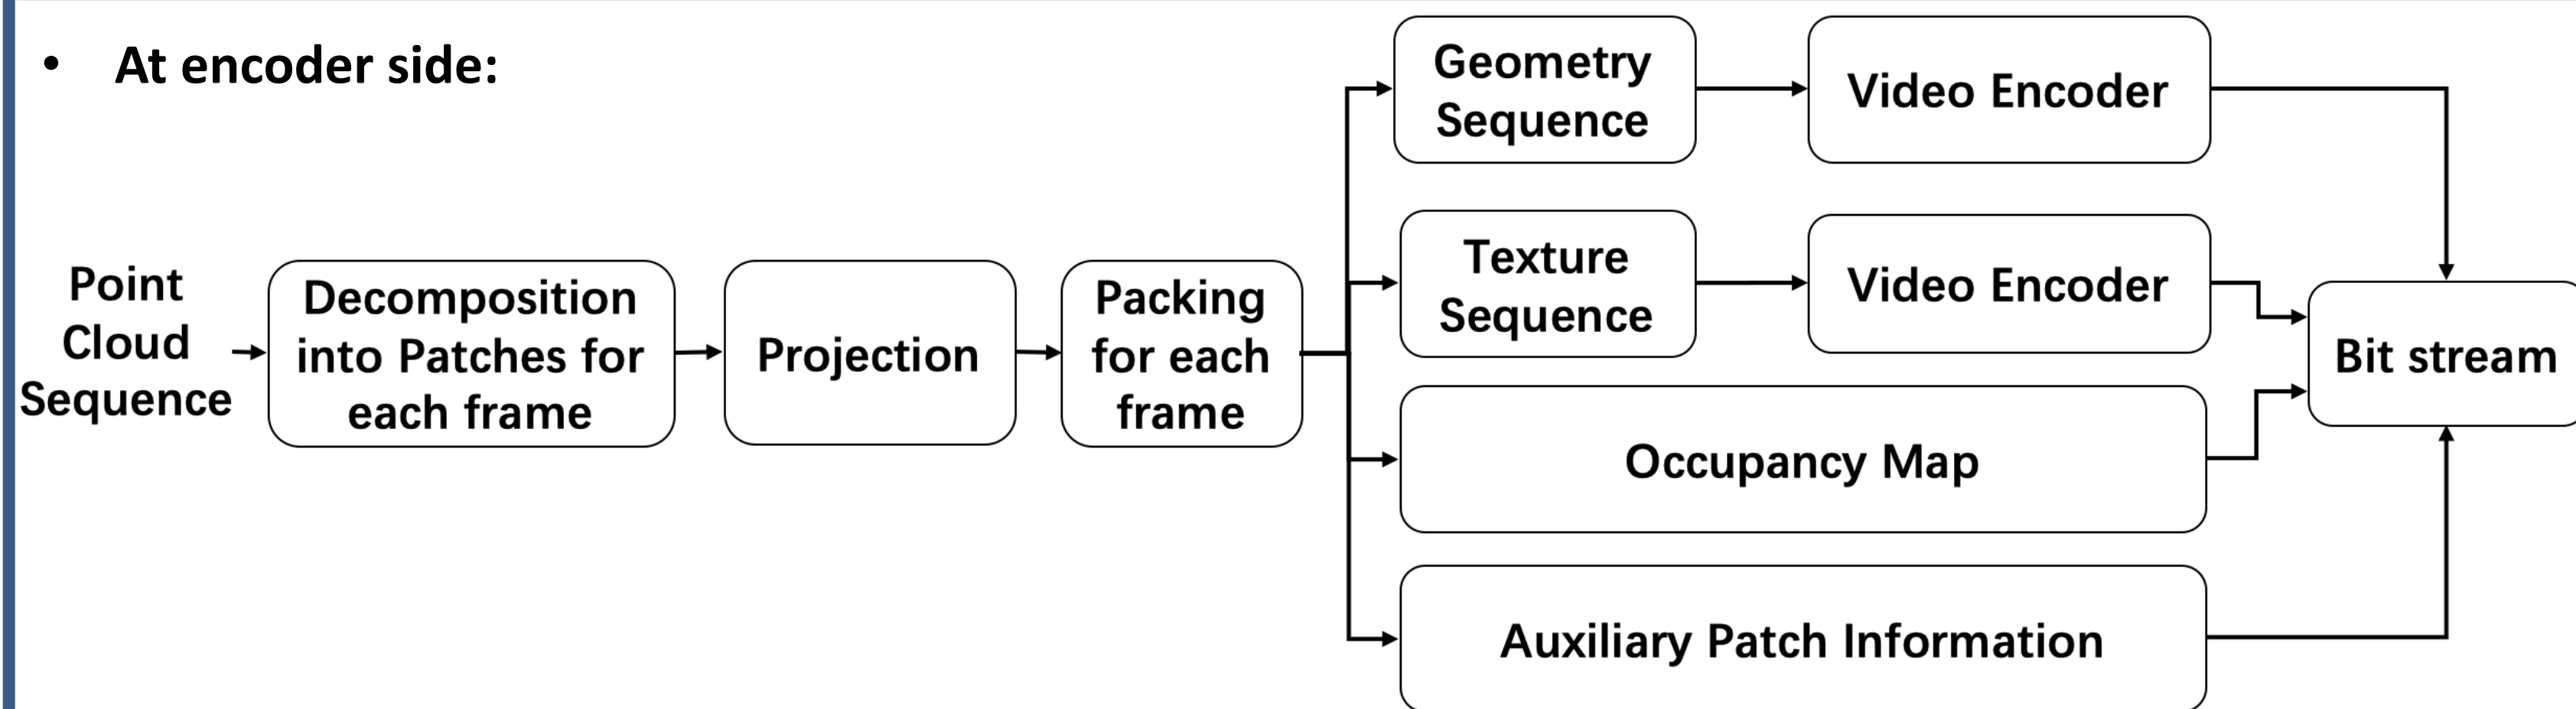 • At encoder side:
Point
Cloud
Sequence
Decomposition
into Patches for
each frame
Projection
Packing
for each
frame
Geometry
Sequence
Video Encoder
Texture
Sequence
Video Encoder
Occupancy Map
Auxiliary Patch Information
Bit stream